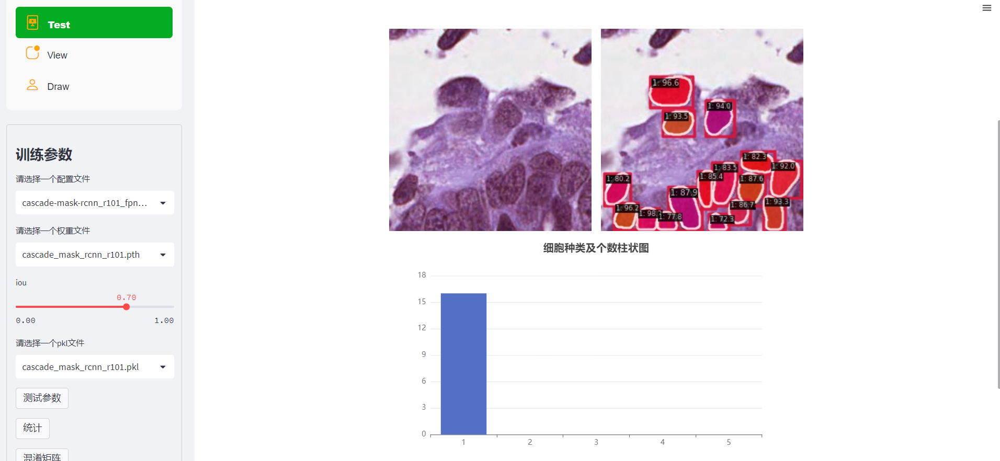 Test
View
Draw
训练参数
请选择一个配置文件
cascade-mask-rcnn_r101_fpn...
请选择一个权重文件
cascade_mask_rcnn_r101.pth
iou
0.70
0.00 1.00
请选择一个pkl文件
cascade_mask_rcnn_r101.pkl
测试参数
统计
混淆矩阵
1: 96.6
1: 94.0
1: 93.5
1: 82.3
1: 83.5
1: 92.0
1: 80.2
1: 85.4
1: 87.6
1: 87.9
1: 93.3
1: 86.7
1: 96.2
1: 98.
1: 77.8
1: 72.3
细胞种类及个数柱状图
18
15
12
9
6
3
0
1 2 3 4 5